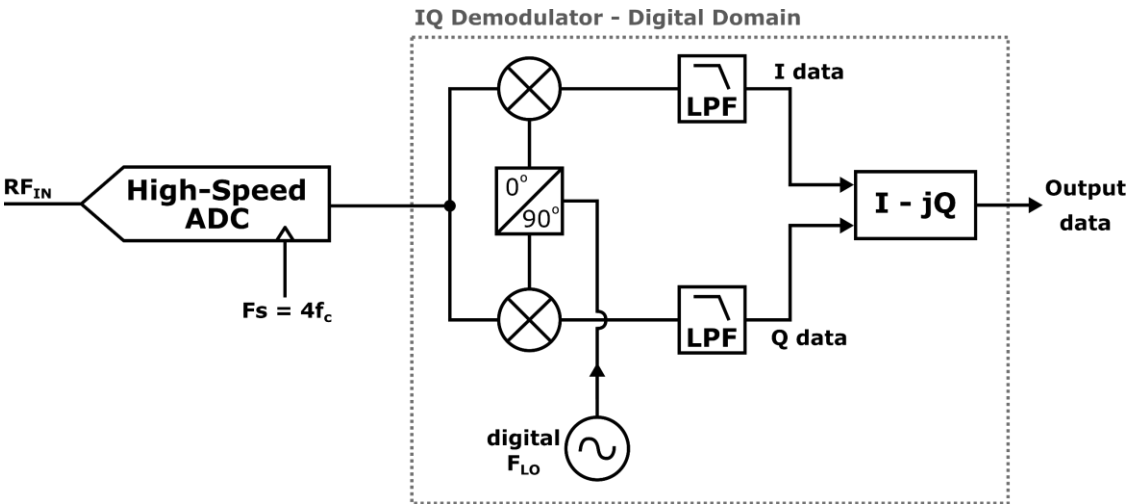 IQ Demodulator - Digital Domain
I data
LPF
RF_IN
High-Speed
ADC
0°
90°
I - jQ
Output
data
Fs = 4f_c
LPF
Q data
digital
F_LO